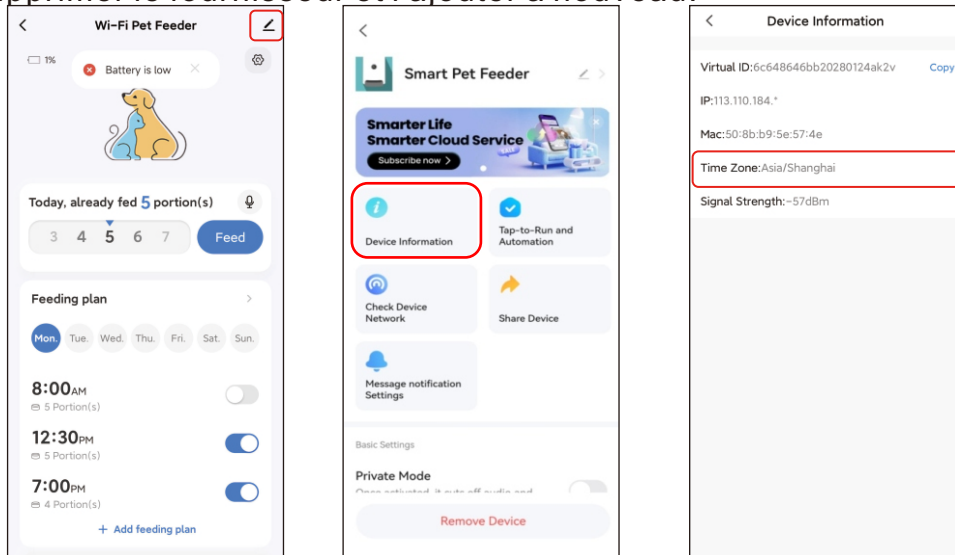 Wi-Fi Pet Feeder
1%
Battery is low
Today, already fed 5 portion(s)
3 4 5 6 7 Feed
Feeding plan
Mon. Tue. Wed. Thu. Fri. Sat. Sun.
8:00AM
5 Portion(s)
12:30PM
5 Portion(s)
7:00PM
4 Portion(s)
+ Add feeding plan
Smart Pet Feeder
Smarter Life
Smarter Cloud Service
Subscribe now >
Device Information
Tap-to-Run and
Automation
Check Device
Network
Share Device
Message notification
Settings
Basic Settings
Private Mode
Remove Device
Device Information
Virtual ID:6c648646bb20280124ak2v Copy
IP:113.110.184.*
Mac:50:8b:b9:5e:57:4e
Time Zone:Asia/Shanghai
Signal Strength:-57dBm